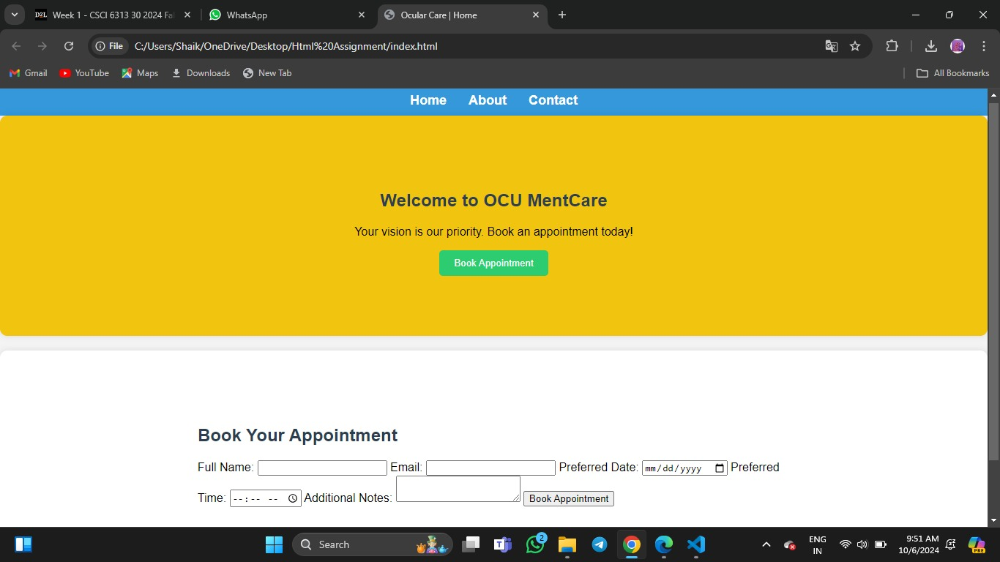 D2L Week 1 - CSCI 6313 30 2024 Fa
WhatsApp
Ocular Care | Home
File C:/Users/Shaik/OneDrive/Desktop/Html%20Assignment/index.html
Gmail YouTube Maps Downloads New Tab All Bookmarks
Home About Contact
Welcome to OCU MentCare
Your vision is our priority. Book an appointment today!
Book Appointment
Book Your Appointment
Full Name: Email: Preferred Date: mm/dd/yyyy Preferred
Time: --:-- -- Additional Notes: Book Appointment
Search 2 ENG 9:51 AM
IN 10/6/2024 PRE